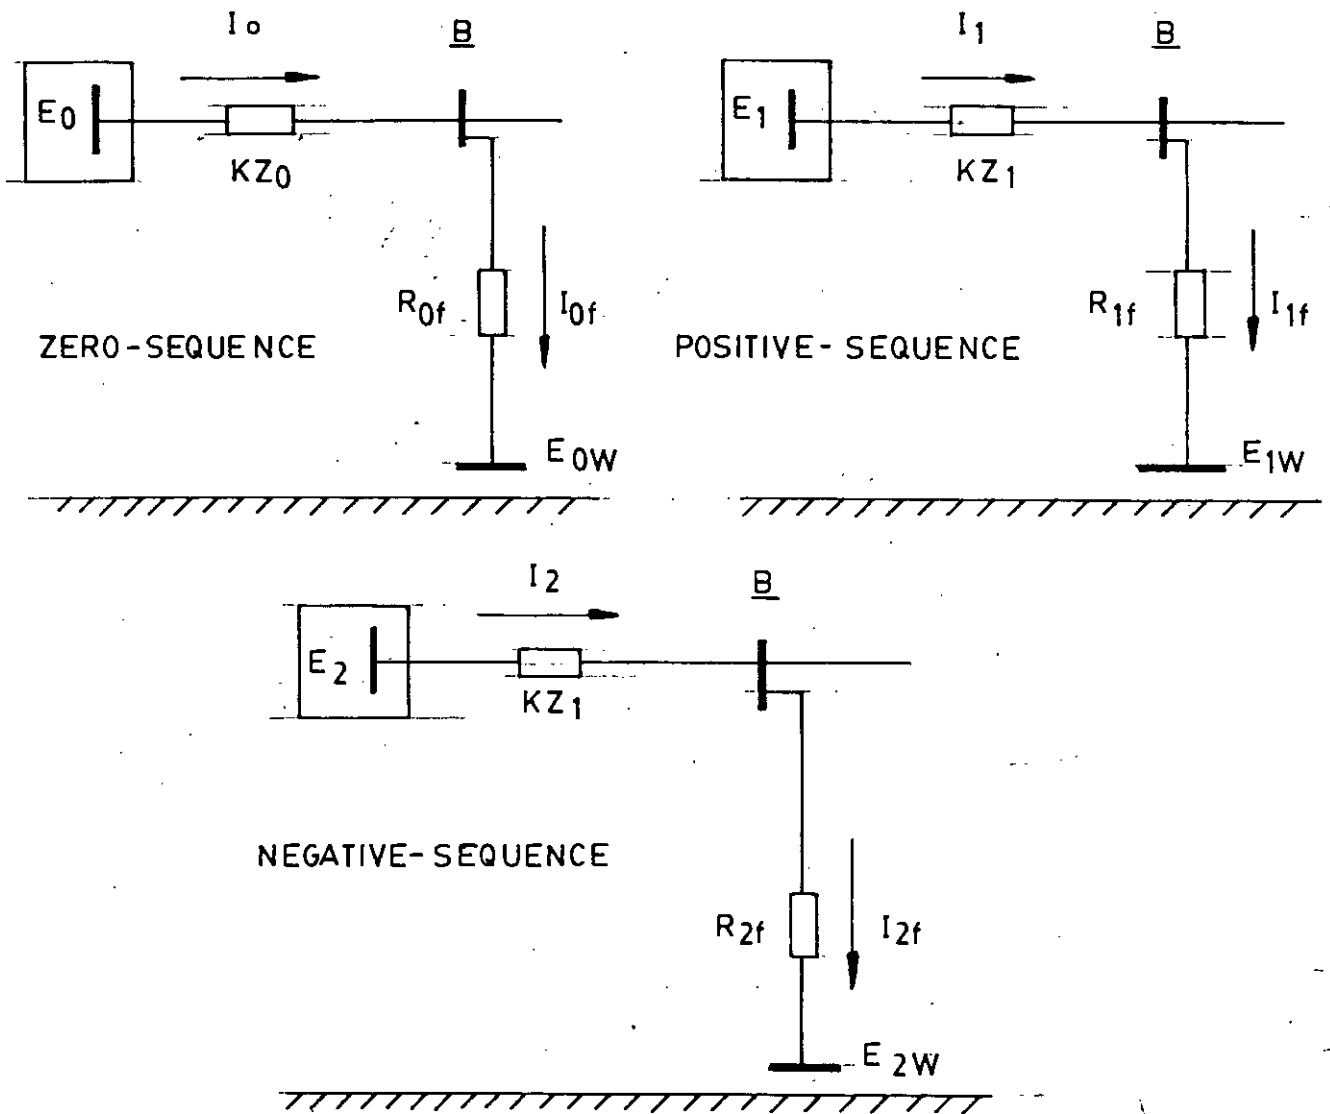 I0 B
E0
KZ0
R0f I0f
ZERO-SEQUENCE
E0W
I1 B
E1
KZ1
R1f I1f
POSITIVE-SEQUENCE
E1W
I2 B
E2
KZ1
NEGATIVE-SEQUENCE
R2f I2f
E2W